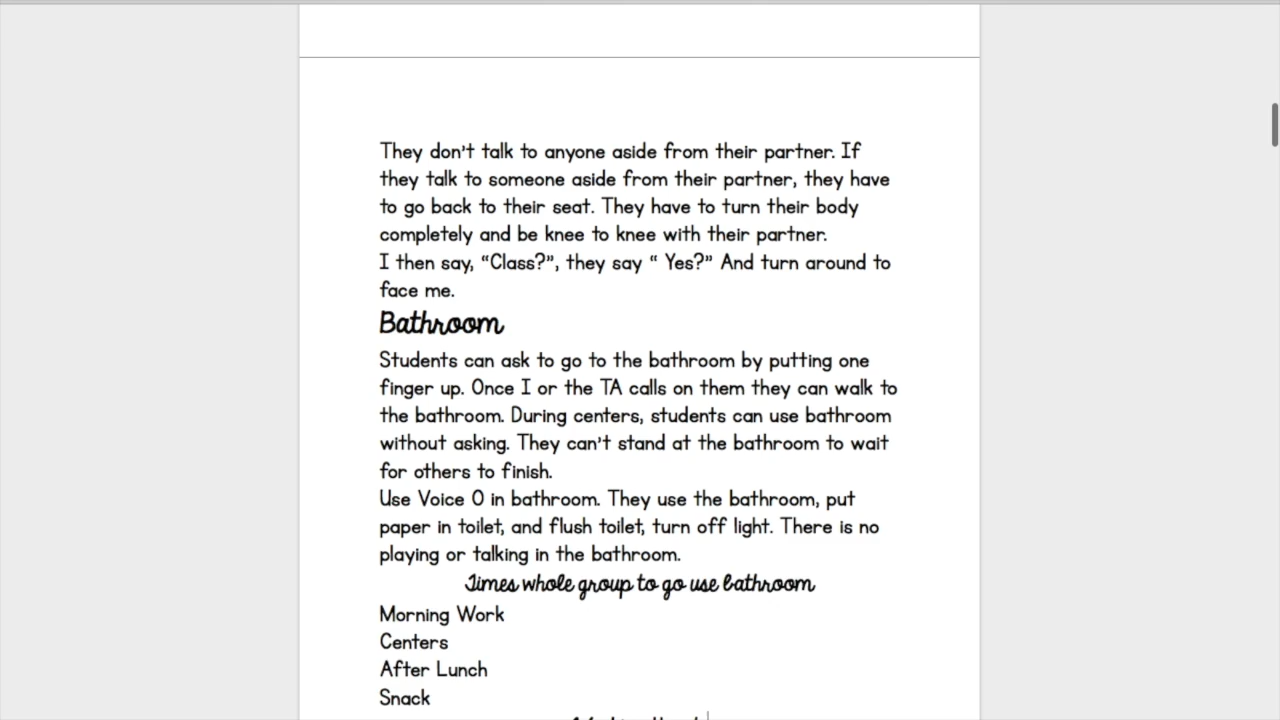 They don't talk to anyone aside from their partner. If
they talk to someone aside from their partner, they have
to go back to their seat. They have to turn their body
completely and be knee to knee with their partner.
I then say, “Class?”, they say “ Yes?” And turn around to
face me.
Bathroom
Students can ask to go to the bathroom by putting one
finger up. Once I or the TA calls on them they can walk to
the bathroom. During centers, students can use bathroom
without asking. They can't stand at the bathroom to wait
for others to finish.
Use Voice 0 in bathroom. They use the bathroom, put
paper in toilet, and flush toilet, turn off light. There is no
playing or talking in the bathroom.
Times whole group to go use bathroom
Morning Work
Centers
After Lunch
Snack